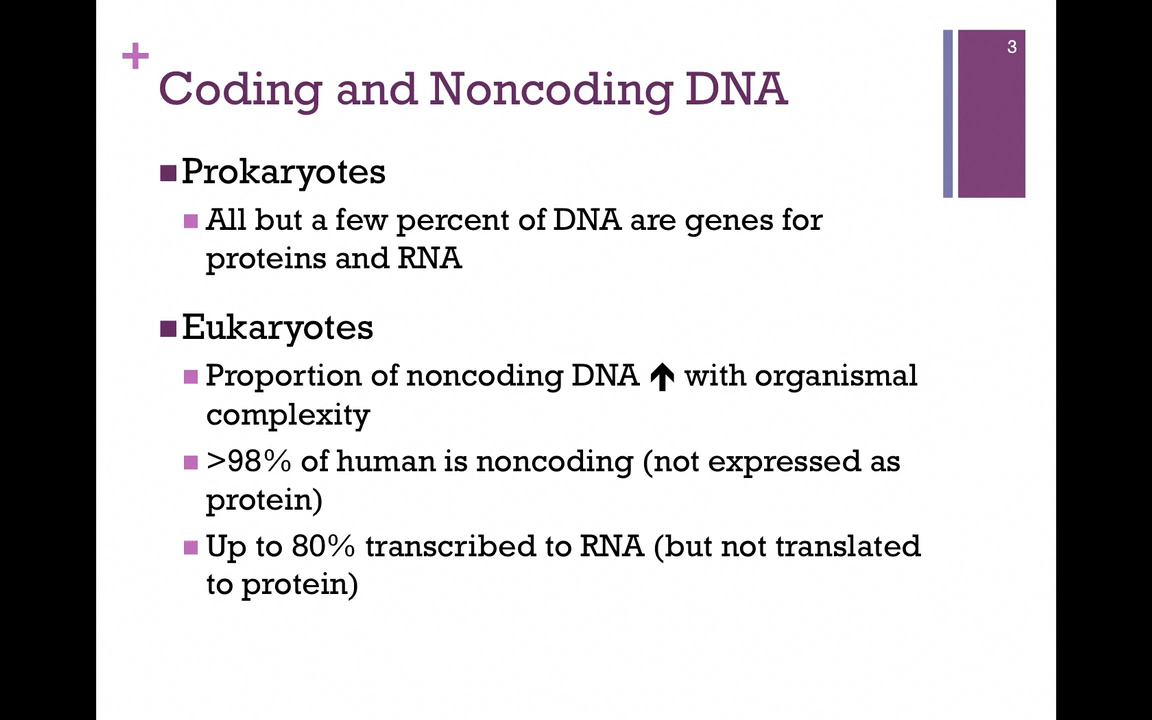 3
+
Coding and Noncoding DNA
Prokaryotes
All but a few percent of DNA are genes for
proteins and RNA
Eukaryotes
Proportion of noncoding DNA ↑ with organismal
complexity
>98% of human is noncoding (not expressed as
protein)
Up to 80% transcribed to RNA (but not translated
to protein)